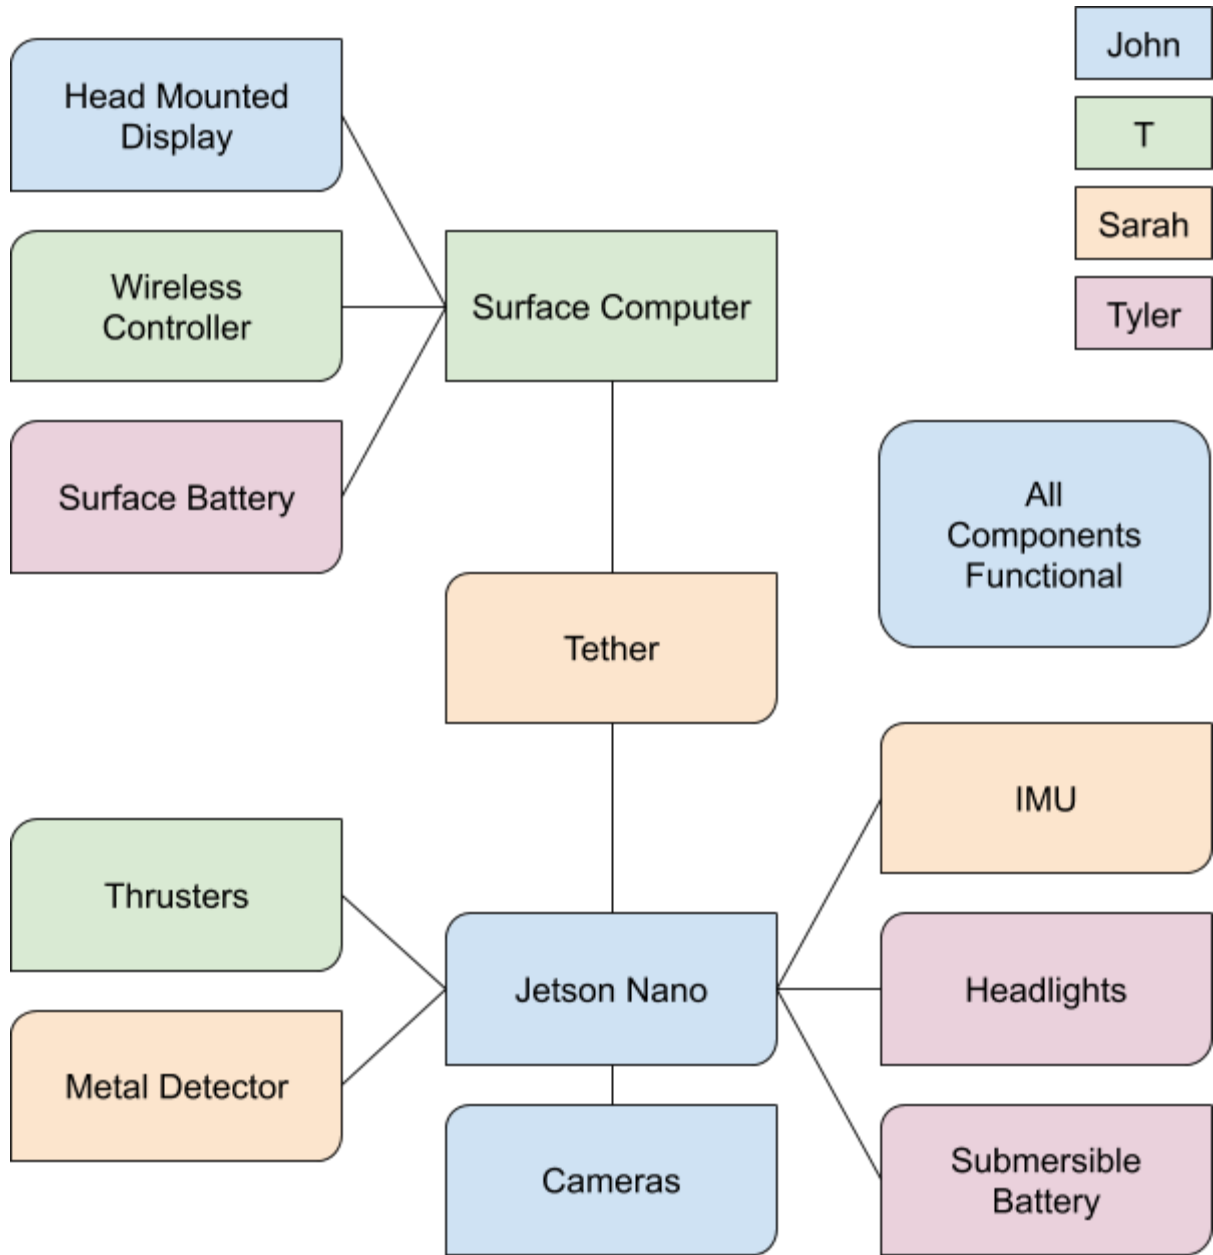 Head Mounted
Display
Wireless
Controller
Surface Battery
Surface Computer
John
T
Sarah
Tyler
All
Components
Functional
Tether
IMU
Thrusters
Jetson Nano
Headlights
Metal Detector
Cameras
Submersible
Battery